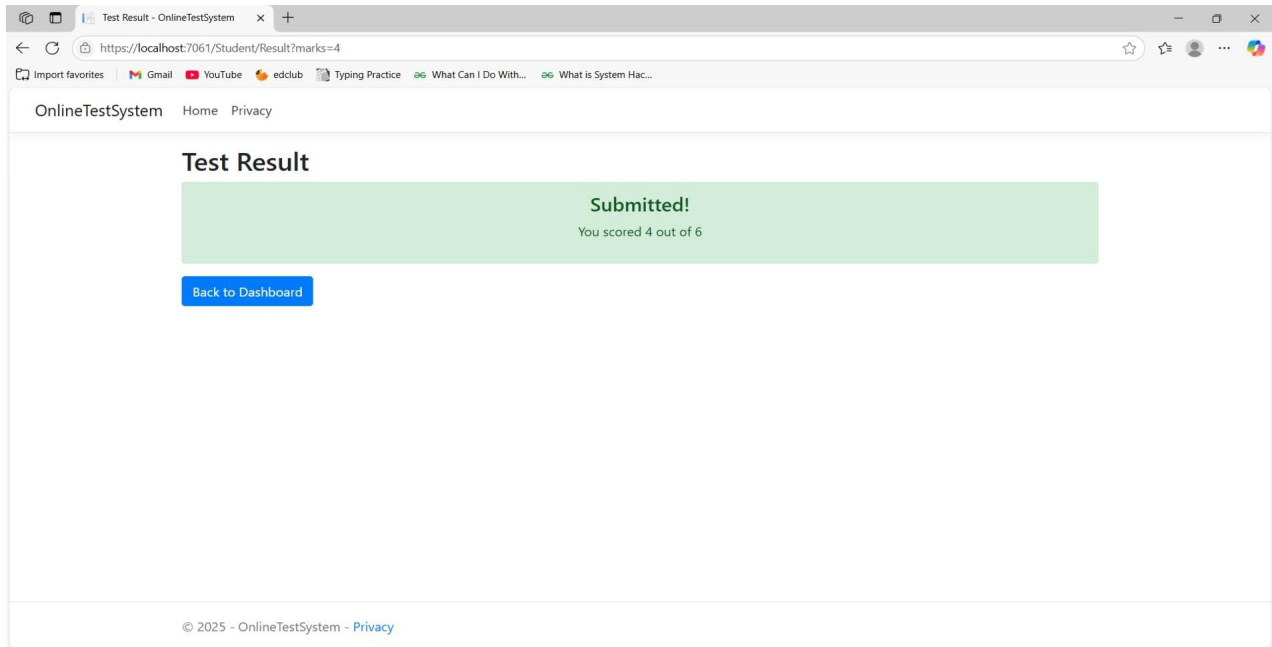 Test Result - OnlineTestSystem
https://localhost:7061/Student/Result?marks=4
Import favorites Gmail YouTube edclub Typing Practice What Can I Do With... What is System Hac...
OnlineTestSystem Home Privacy
Test Result
Submitted!
You scored 4 out of 6
Back to Dashboard
© 2025 - OnlineTestSystem - Privacy